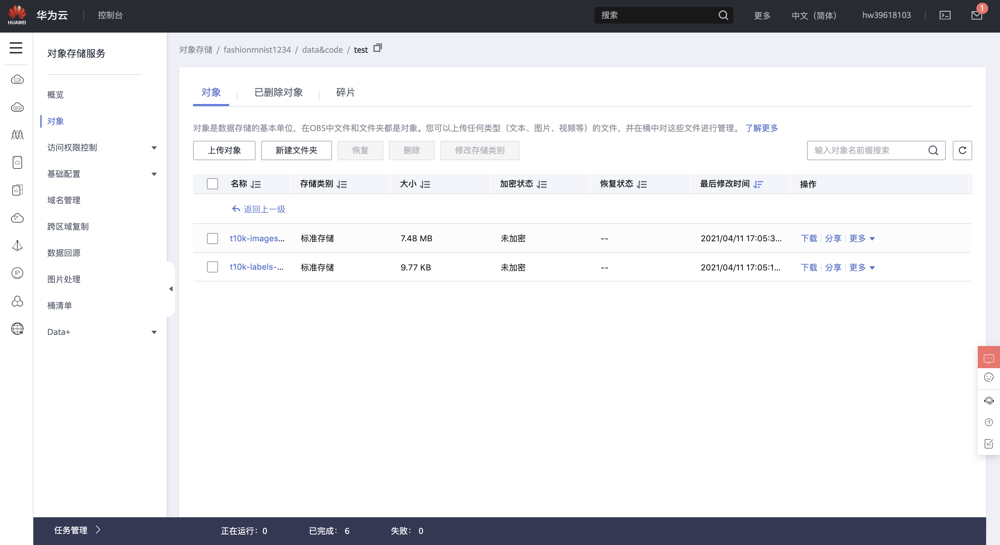 HUAWEI 华为云 控制台 搜索 更多 中文（简体） hw39618103 1
对象存储服务
概览
对象
访问权限控制
基础配置
域名管理
跨区域复制
数据回源
图片处理
桶清单
Data+
IP
W
对象存储 / fashionmnist1234 / data&code / test
对象 已删除对象 碎片
对象是数据存储的基本单位，在OBS中文件和文件夹都是对象。您可以上传任何类型（文本、图片、视频等）的文件，并在桶中对这些文件进行管理。 了解更多
上传对象 新建文件夹 恢复 删除 修改存储类别 输入对象名前缀搜索
名称 存储类别 大小 加密状态 恢复状态 最后修改时间 操作
返回上一级
t10k-images... 标准存储 7.48 MB 未加密 -- 2021/04/11 17:05:3... 下载 分享 更多
t10k-labels-... 标准存储 9.77 KB 未加密 -- 2021/04/11 17:05:1... 下载 分享 更多
任务管理 正在运行：0 已完成： 6 失败： 0